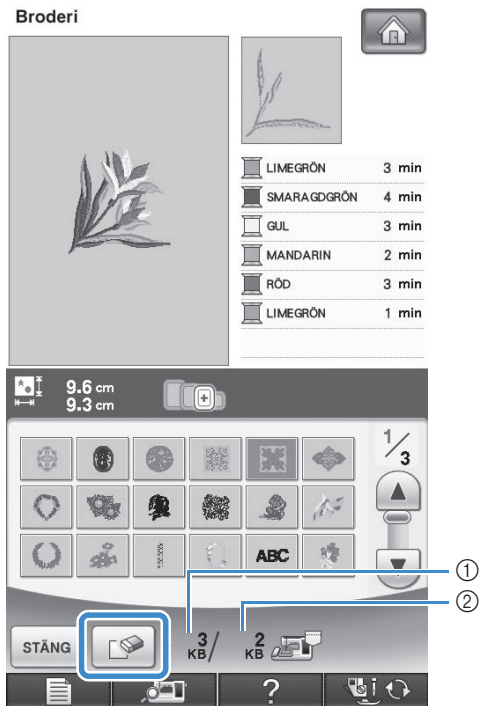 Broderi
LIMEGRÖN 3 min
SMARAGDGRÖN 4 min
GUL 3 min
MANDARIN 2 min
RÖD 3 min
LIMEGRÖN 1 min
9.6 cm
9.3 cm
1/3
ABC
①
②
STÄNG 3 KB/ 2 KB
?